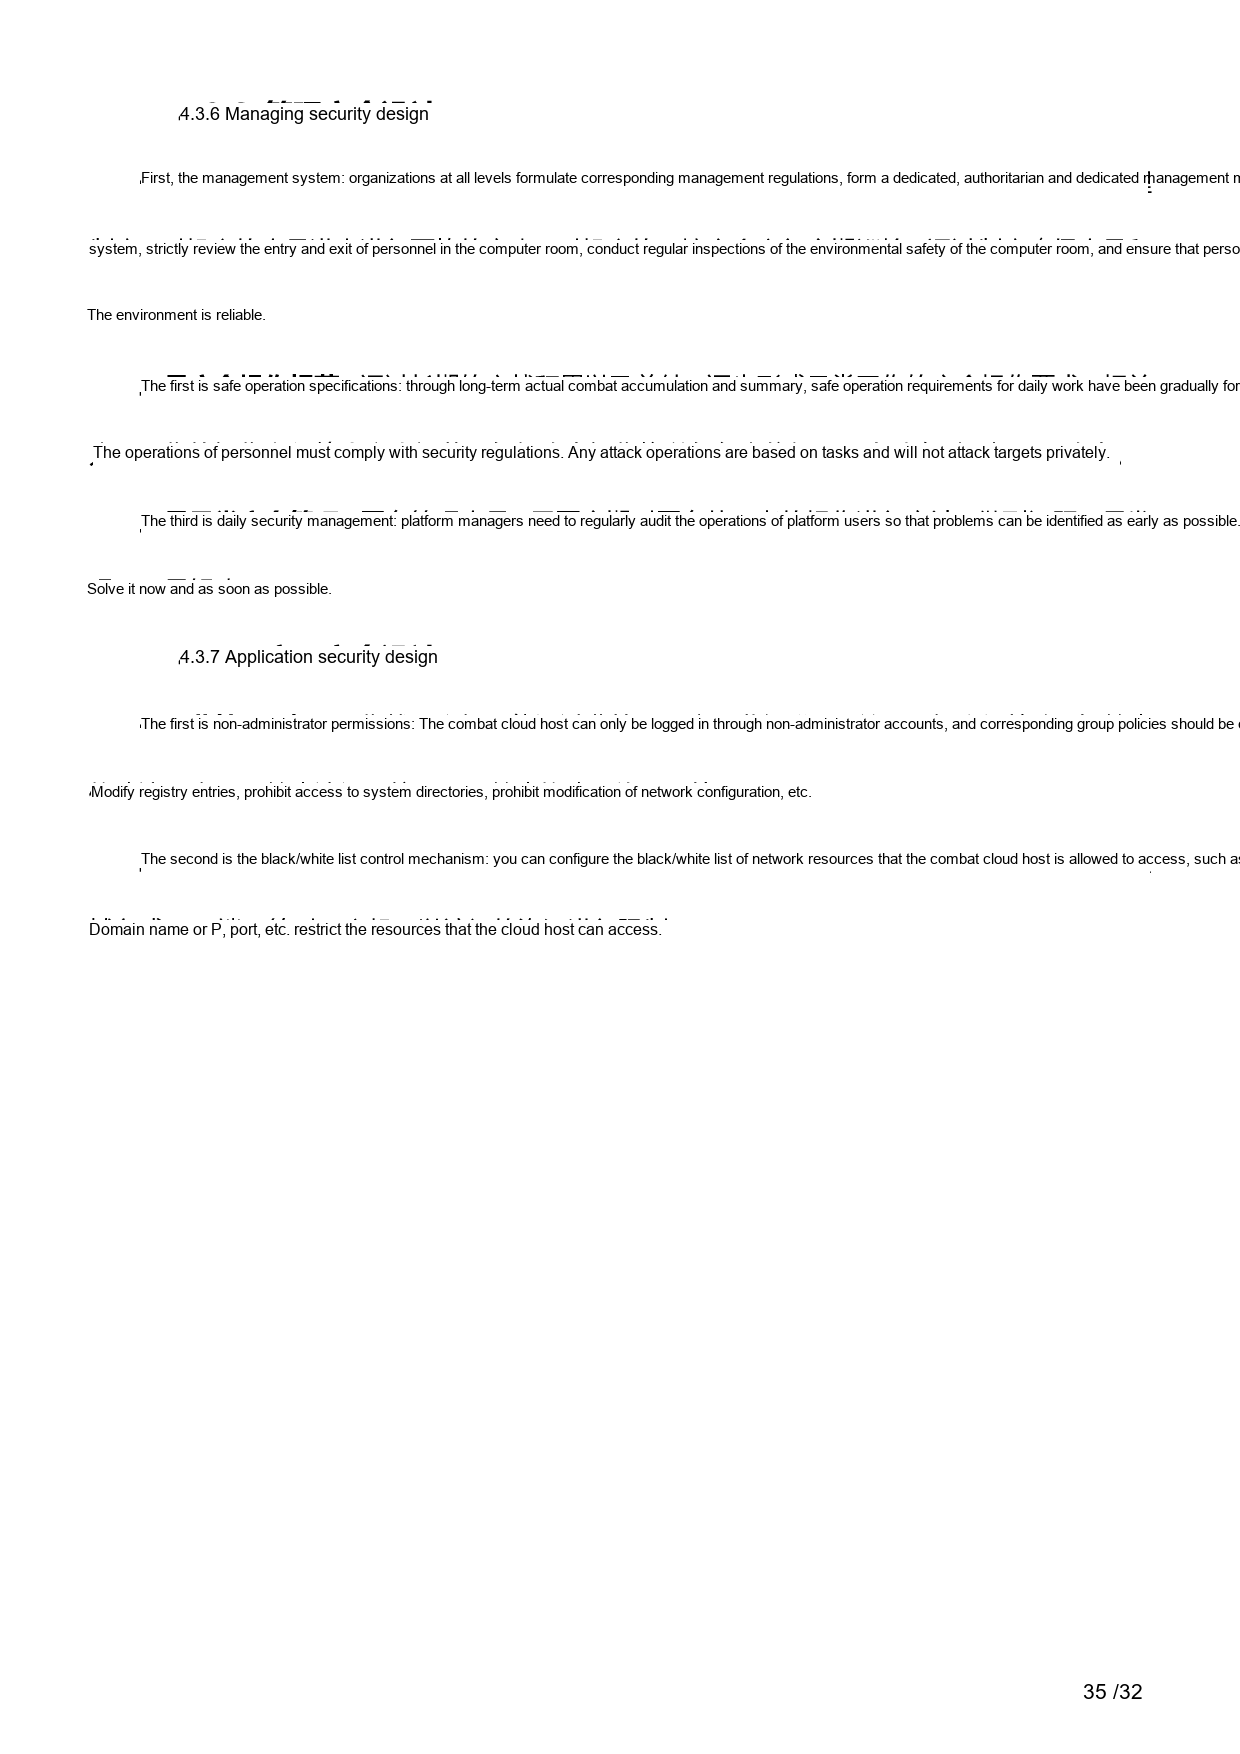 4.3.6 Managing security design
First, the management system: organizations at all levels formulate corresponding management regulations, form a dedicated, authoritarian and dedicated management
system, strictly review the entry and exit of personnel in the computer room, conduct regular inspections of the environmental safety of the computer room, and ensure that perso
The environment is reliable.
The first is safe operation specifications: through long-term actual combat accumulation and summary, safe operation requirements for daily work have been gradually for
The operations of personnel must comply with security regulations. Any attack operations are based on tasks and will not attack targets privately.
The third is daily security management: platform managers need to regularly audit the operations of platform users so that problems can be identified as early as possible.
Solve it now and as soon as possible.
4.3.7 Application security design
The first is non-administrator permissions: The combat cloud host can only be logged in through non-administrator accounts, and corresponding group policies should be
Modify registry entries, prohibit access to system directories, prohibit modification of network configuration, etc.
The second is the black/white list control mechanism: you can configure the black/white list of network resources that the combat cloud host is allowed to access, such as
Domain name or P, port, etc. restrict the resources that the cloud host can access.
35 /32